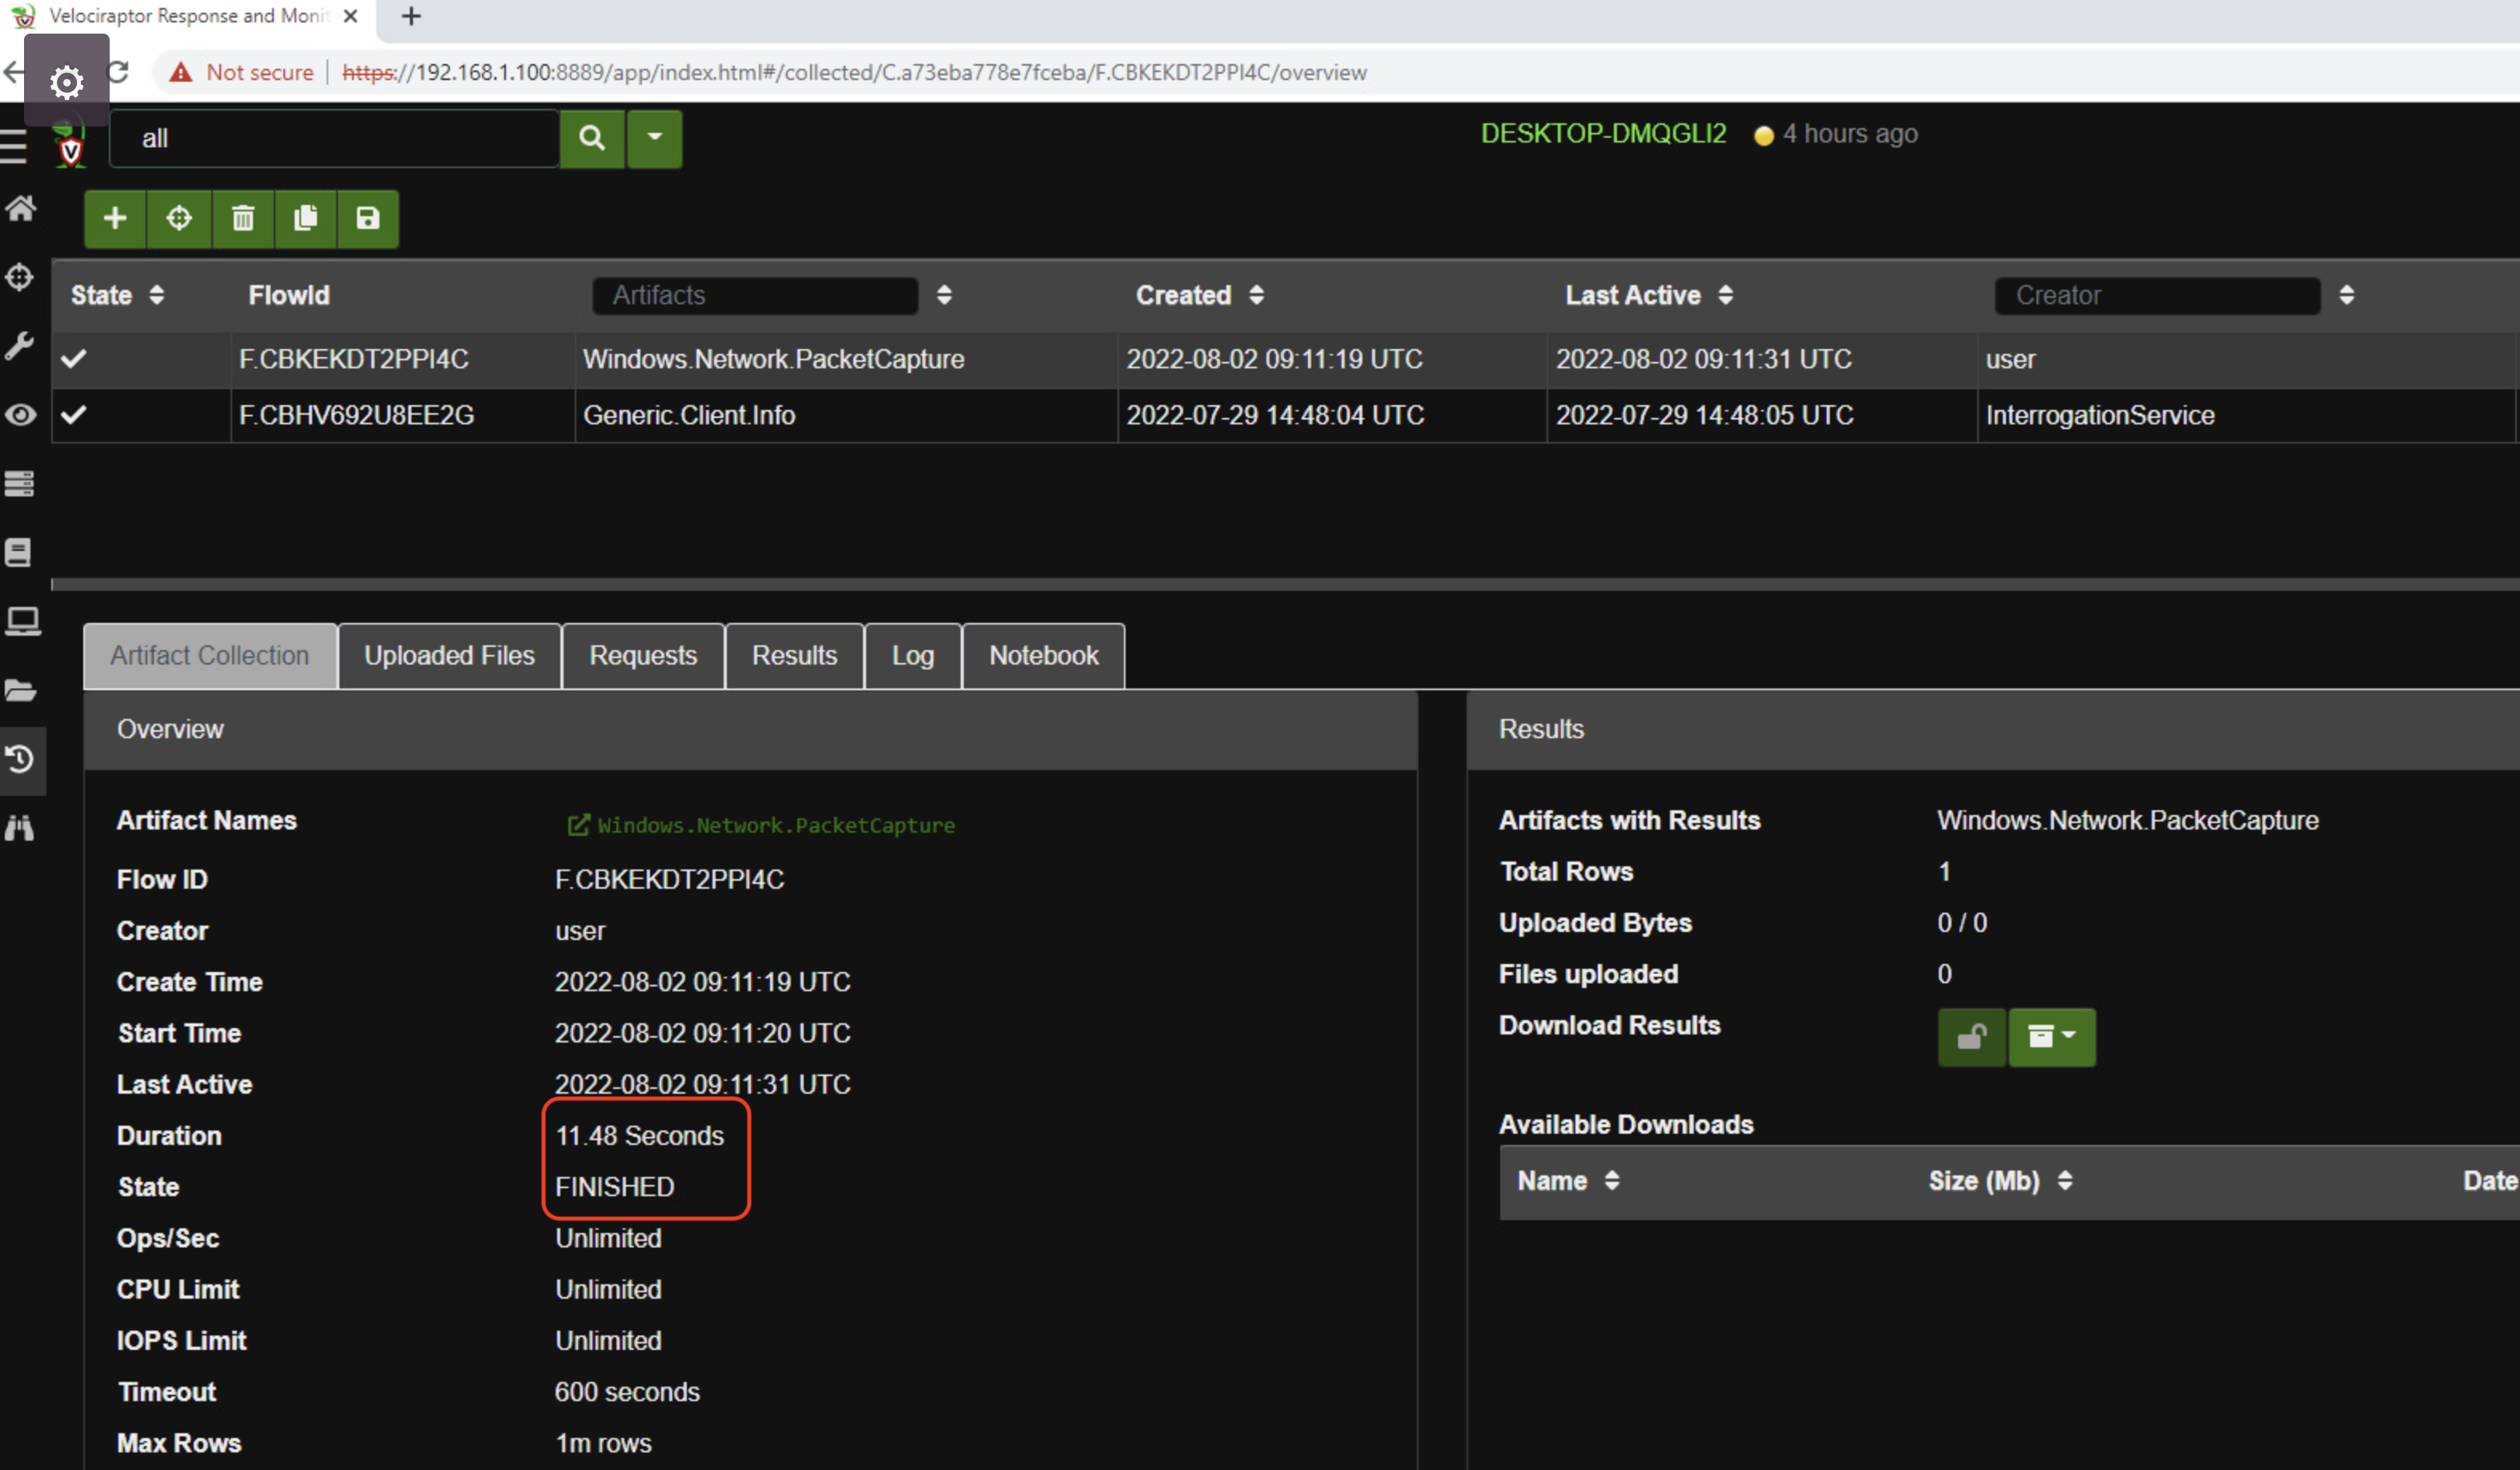 Velociraptor Response and Monit
Not secure | https://192.168.1.100:8889/app/index.html#/collected/C.a73eba778e7fceba/F.CBKEKDT2PPI4C/overview
all DESKTOP-DMQGLI2 4 hours ago
State FlowId Artifacts Created Last Active Creator
F.CBKEKDT2PPI4C Windows.Network.PacketCapture 2022-08-02 09:11:19 UTC 2022-08-02 09:11:31 UTC user
F.CBHV692U8EE2G Generic.Client.Info 2022-07-29 14:48:04 UTC 2022-07-29 14:48:05 UTC InterrogationService
Artifact Collection Uploaded Files Requests Results Log Notebook
Overview
Artifact Names Windows.Network.PacketCapture
Flow ID F.CBKEKDT2PPI4C
Creator user
Create Time 2022-08-02 09:11:19 UTC
Start Time 2022-08-02 09:11:20 UTC
Last Active 2022-08-02 09:11:31 UTC
Duration 11.48 Seconds
State FINISHED
Ops/Sec Unlimited
CPU Limit Unlimited
IOPS Limit Unlimited
Timeout 600 seconds
Max Rows 1m rows
Results
Artifacts with Results Windows.Network.PacketCapture
Total Rows 1
Uploaded Bytes 0 / 0
Files uploaded 0
Download Results
Available Downloads
Name Size (Mb) Date